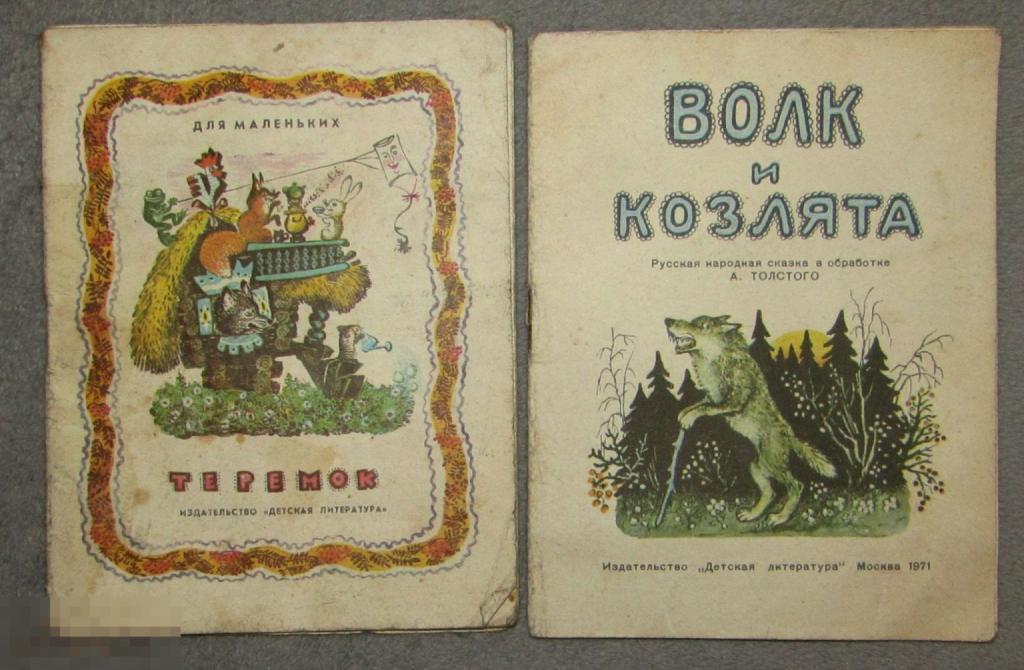 ДЛЯ МАЛЕНЬКИХ
ТЕРЕМОК
ИЗДАТЕЛЬСТВО «ДЕТСКАЯ ЛИТЕРАТУРА»
ВОЛК
и
КОЗЛЯТА
Русская народная сказка в обработке
А. ТОЛСТОГО
Издательство „Детская литература" Москва 1971